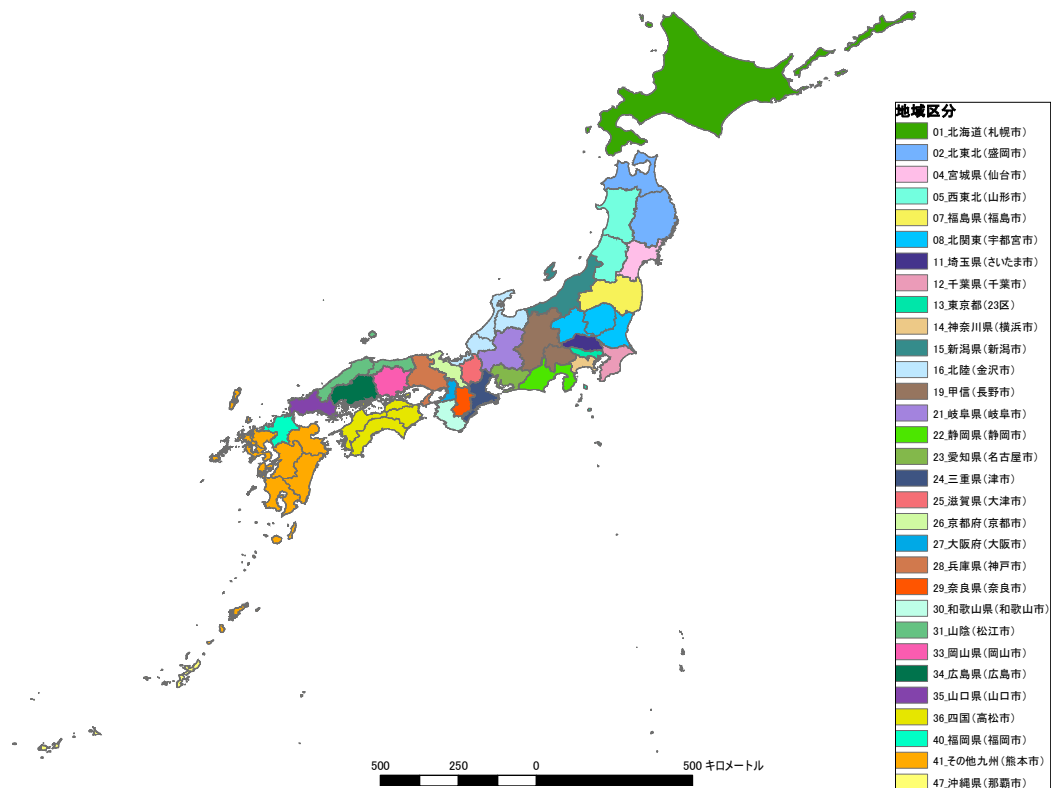 地域区分
01_北海道(札幌市)
02_北東北(盛岡市)
04_宮城県(仙台市)
05_西東北(山形市)
07_福島県(福島市)
08_北関東(宇都宮市)
11_埼玉県(さいたま市)
12_千葉県(千葉市)
13_東京都(23区)
14_神奈川県(横浜市)
15_新潟県(新潟市)
16_北陸(金沢市)
19_甲信(長野市)
21_岐阜県(岐阜市)
22_静岡県(静岡市)
23_愛知県(名古屋市)
24_三重県(津市)
25_滋賀県(大津市)
26_京都府(京都市)
27_大阪府(大阪市)
28_兵庫県(神戸市)
29_奈良県(奈良市)
30_和歌山県(和歌山市)
31_山陰(松江市)
33_岡山県(岡山市)
34_広島県(広島市)
35_山口県(山口市)
36_四国(高松市)
40_福岡県(福岡市)
41_その他九州(熊本市)
47_沖縄県(那覇市)
500 250 0 500 キロメートル